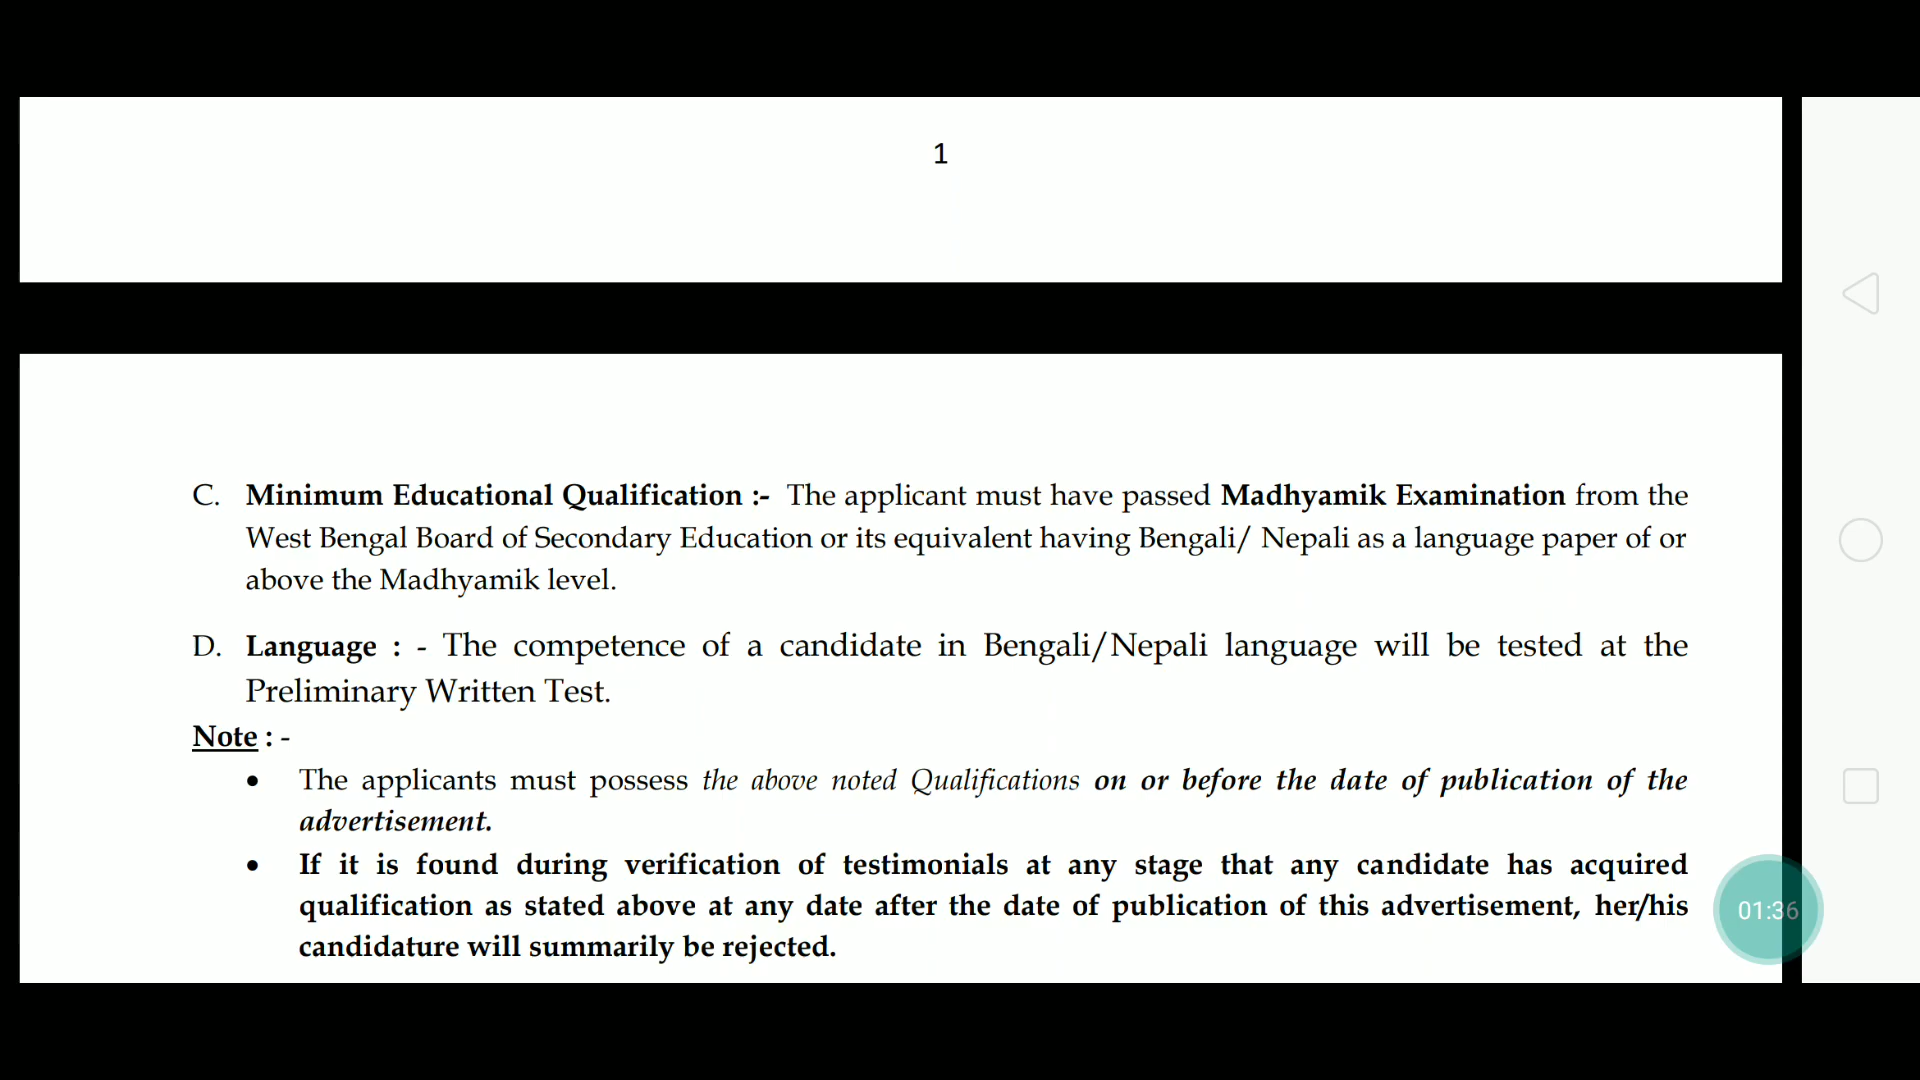 1
C. Minimum Educational Qualification :- The applicant must have passed Madhyamik Examination from the
West Bengal Board of Secondary Education or its equivalent having Bengali/ Nepali as a language paper of or
above the Madhyamik level.
D. Language : - The competence of a candidate in Bengali/Nepali language will be tested at the
Preliminary Written Test.
Note : -
• The applicants must possess the above noted Qualifications on or before the date of publication of the
advertisement.
• If it is found during verification of testimonials at any stage that any candidate has acquired
qualification as stated above at any date after the date of publication of this advertisement, her/his
candidature will summarily be rejected.
01:36